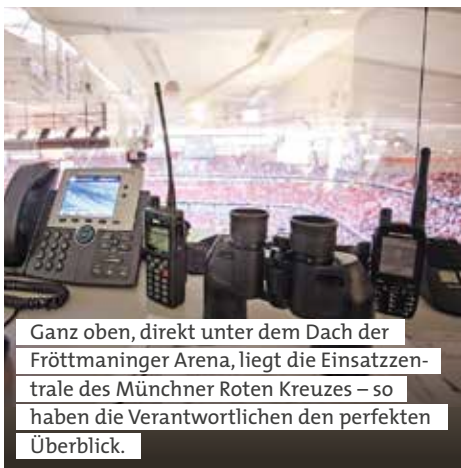 Ganz oben, direkt unter dem Dach der
Fröttmaninger Arena, liegt die Einsatzzen-
trale des Münchner Roten Kreuzes – so
haben die Verantwortlichen den perfekten
Überblick.